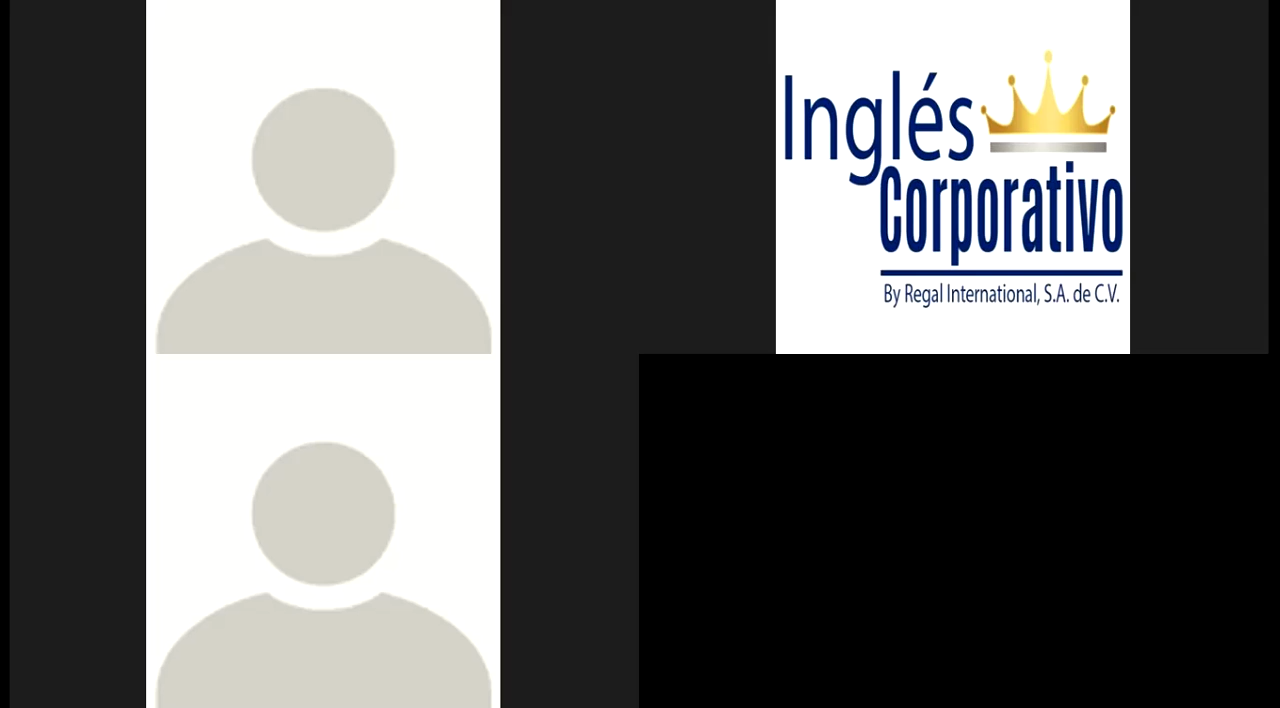 Inglés
Corporativo
By Regal International, S.A. de C.V.